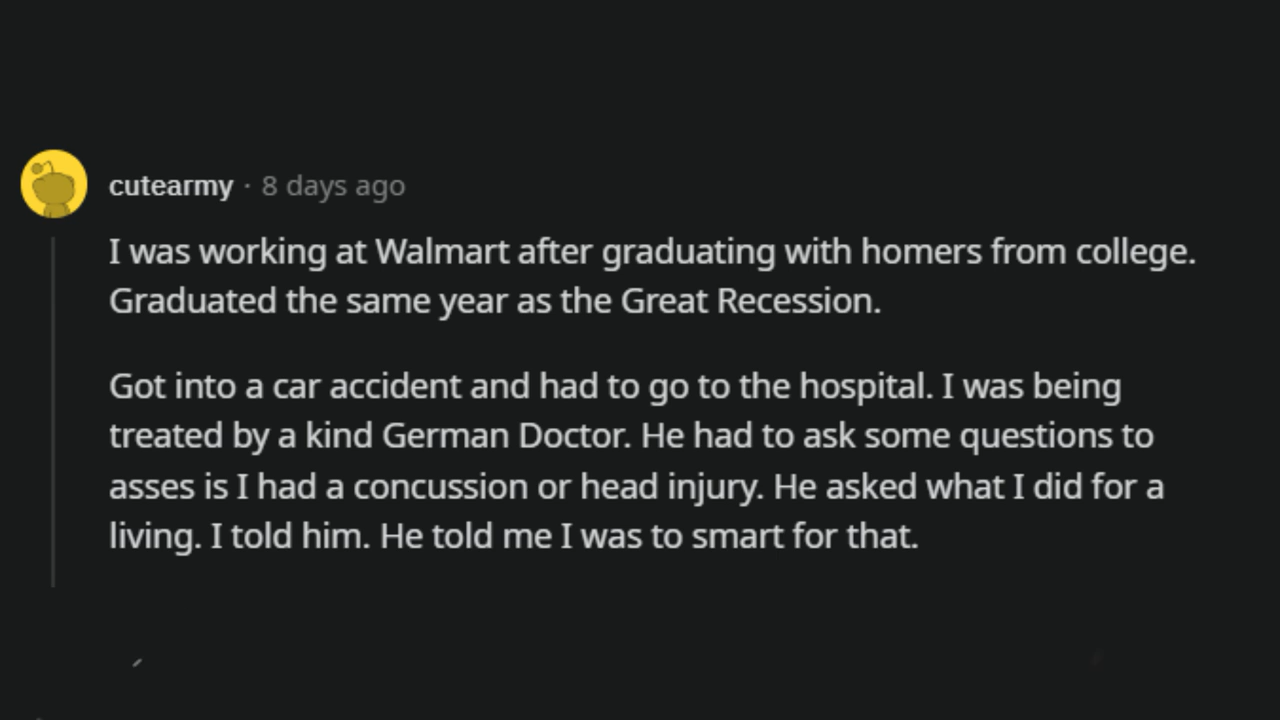 cutearmy · 8 days ago
I was working at Walmart after graduating with homers from college.
Graduated the same year as the Great Recession.
Got into a car accident and had to go to the hospital. I was being
treated by a kind German Doctor. He had to ask some questions to
asses is I had a concussion or head injury. He asked what I did for a
living. I told him. He told me I was to smart for that.